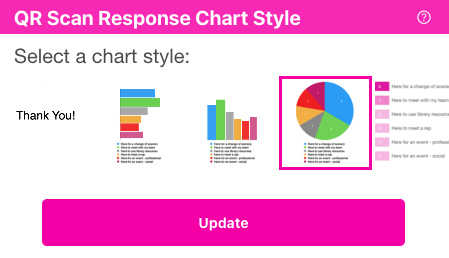 QR Scan Response Chart Style
?
Select a chart style:
Thank You!
Here for a change of scenery
Here to meet with my team
Here to use library resources
Here to meet a rep
Here for an event - professional
Here for an event - social
Here for a change of scenery
Here to meet with my team
Here to use library resources
Here to meet a rep
Here for an event - professional
Here for an event - social
Here for a change of scenery
Here to meet with my team
Here to use library resources
Here to meet a rep
Here for an event - professional
Here for an event - social
Here for a change of scener
Here to meet with my team
Here to use library resource
Here to meet a rep
Here for an event - profess
Here for an event - social
Update